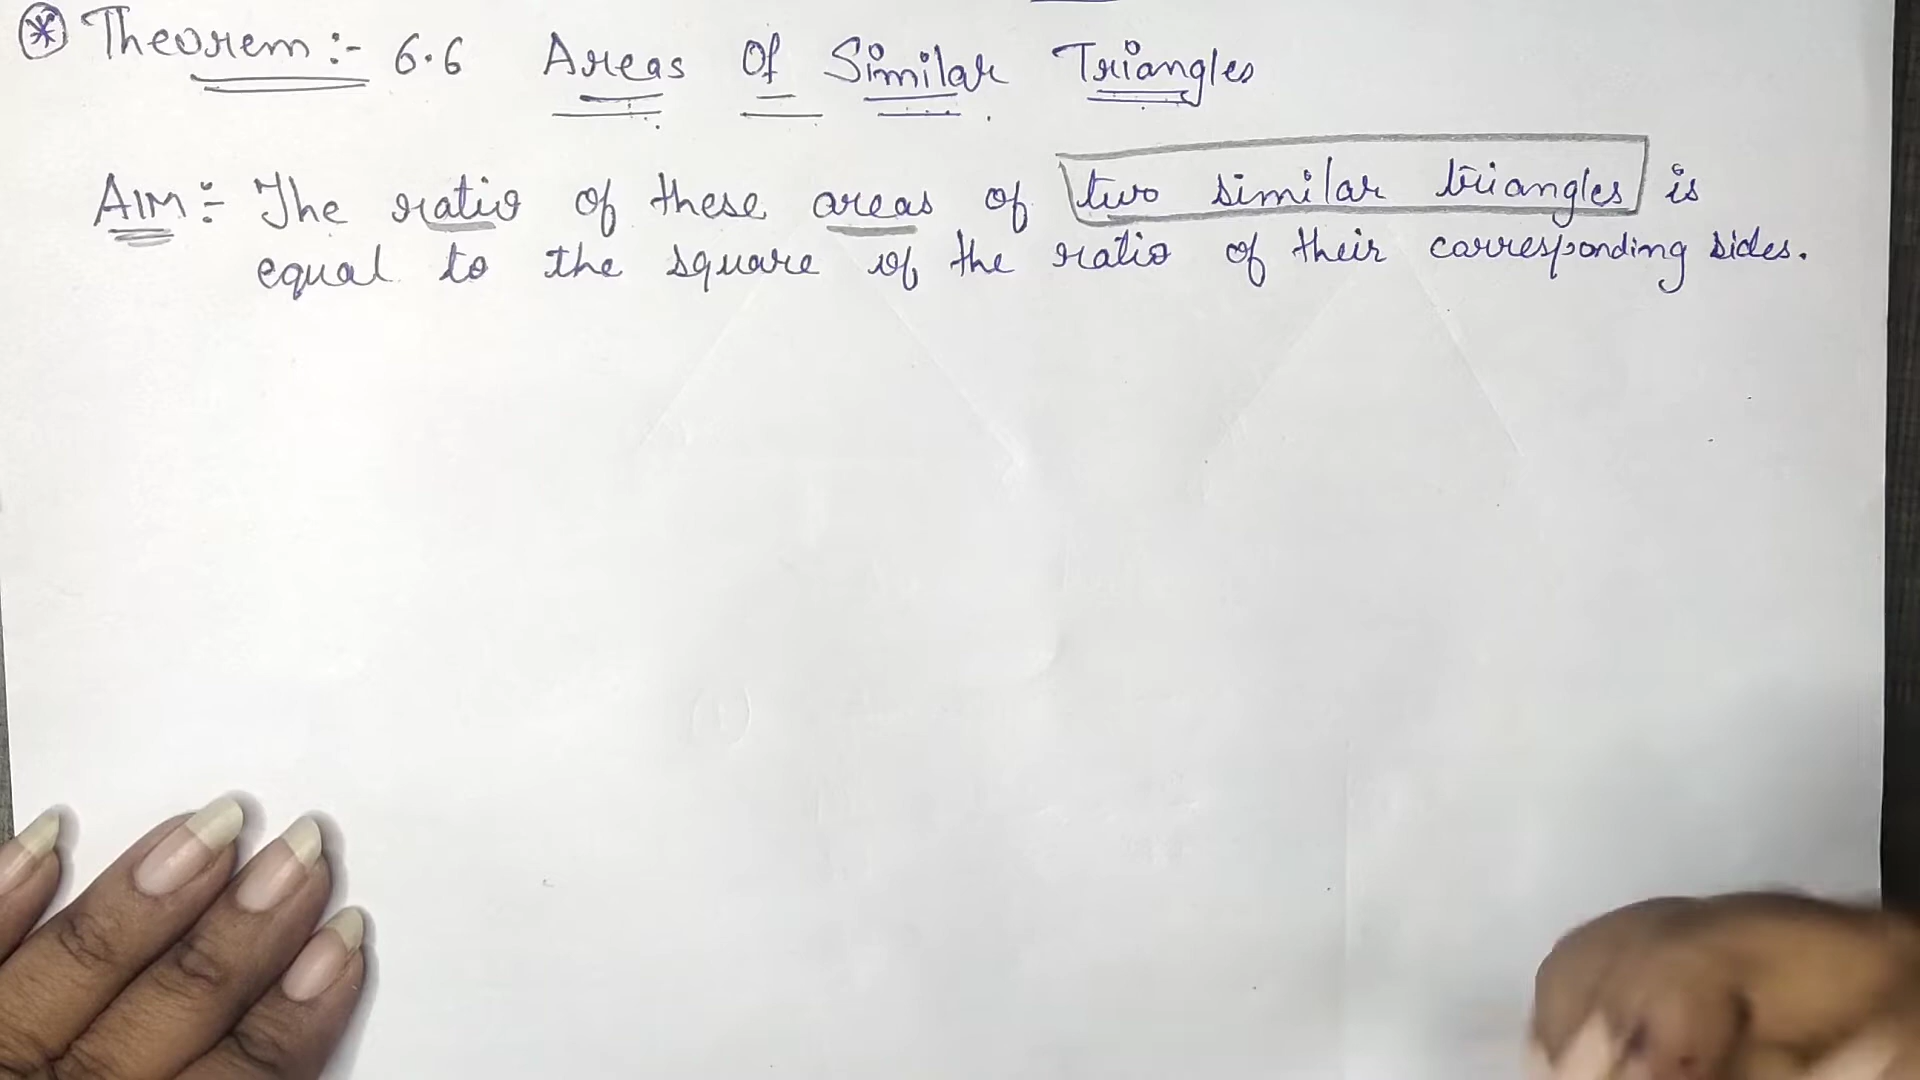 Theorem :- 6.6 Areas Of Similar Triangles
AIM :- The ratio of these areas of two similar triangles is
equal to the square of the ratio of their corresponding sides.